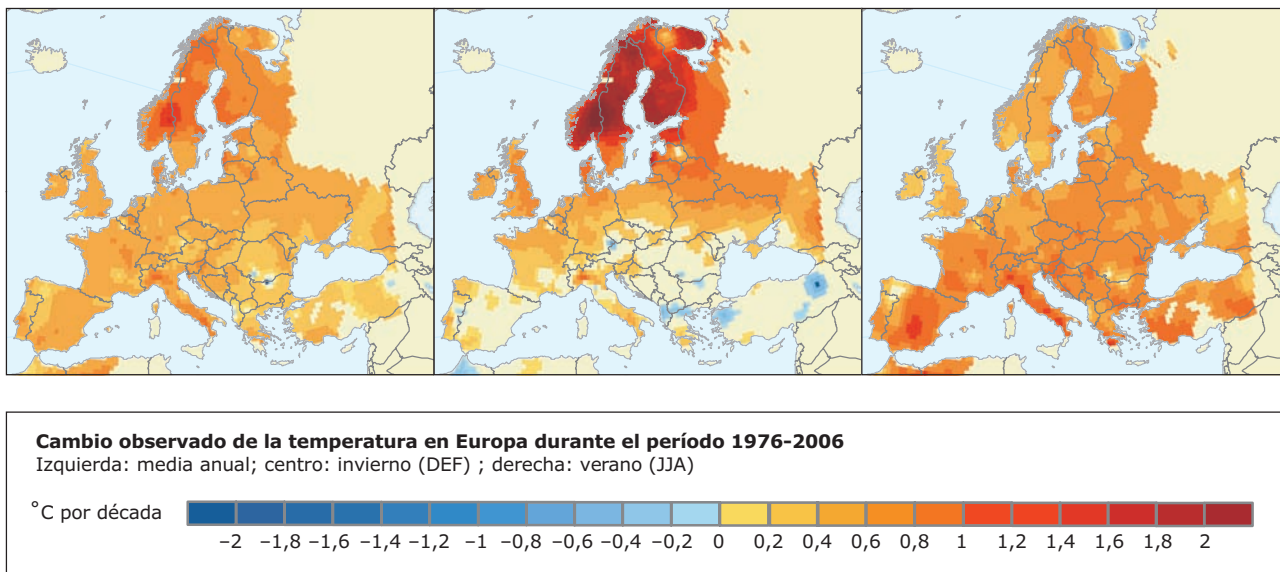 Cambio observado de la temperatura en Europa durante el período 1976-2006
Izquierda: media anual; centro: invierno (DEF) ; derecha: verano (JJA)
°C por década
−2 −1,8 −1,6 −1,4 −1,2 −1 −0,8 −0,6 −0,4 −0,2 0 0,2 0,4 0,6 0,8 1 1,2 1,4 1,6 1,8 2